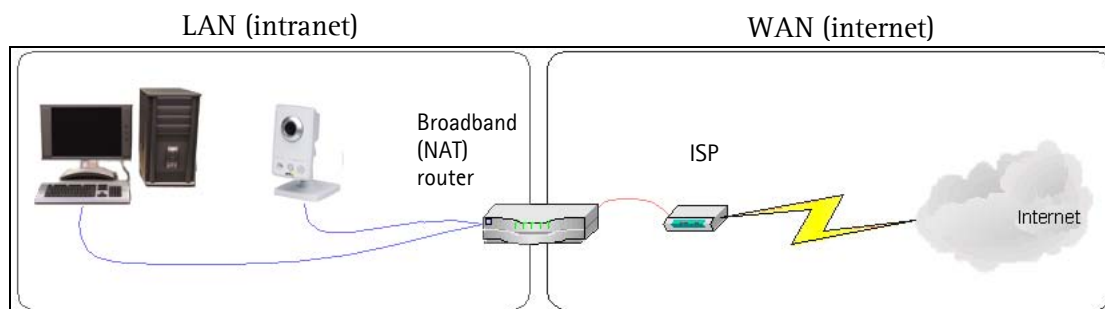 LAN (intranet)
WAN (internet)
Broadband
(NAT)
router
ISP
Internet